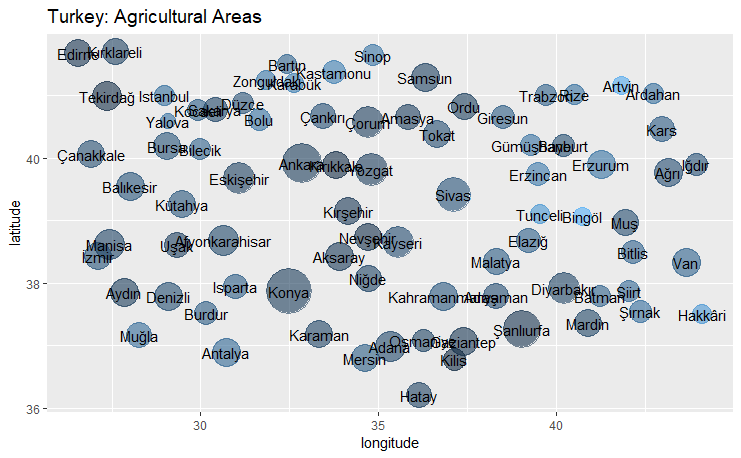 Turkey: Agricultural Areas
Edirne
Kırklareli
Sinop
Bartın
Kastamonu
Samsun
Zonguldak
Karabük
Artvin
Tekirdağ
Istanbul
Düzce
Ordu
Trabzon
Rize
Ardahan
Kocaeli
Sakarya
Yalova
Bolu
Çankırı
Çorum
Amasya
Giresun
Tokat
Kars
Çanakkale
Bursa
Bilecik
Gümüşhane
Bayburt
Ankara
Kırıkkale
Yozgat
Erzurum
Iğdır
Balıkesir
Eskişehir
Erzincan
Ağrı
Sivas
Kütahya
Kırşehir
Tunceli
Bingöl
Muş
Manisa
Uşak
Afyonkarahisar
Nevşehir
Kayseri
Elazığ
İzmir
Aksaray
Malatya
Bitlis
Van
Aydın
Denizli
Isparta
Konya
Niğde
Kahramanmaraş
Adıyaman
Diyarbakır
Batman
Siirt
Burdur
Şırnak
Hakkâri
Muğla
Karaman
Şanlıurfa
Mardin
Antalya
Mersin
Adana
Osmaniye
Gaziantep
Kilis
Hatay
40
38
36
30
35
40
latitude
longitude